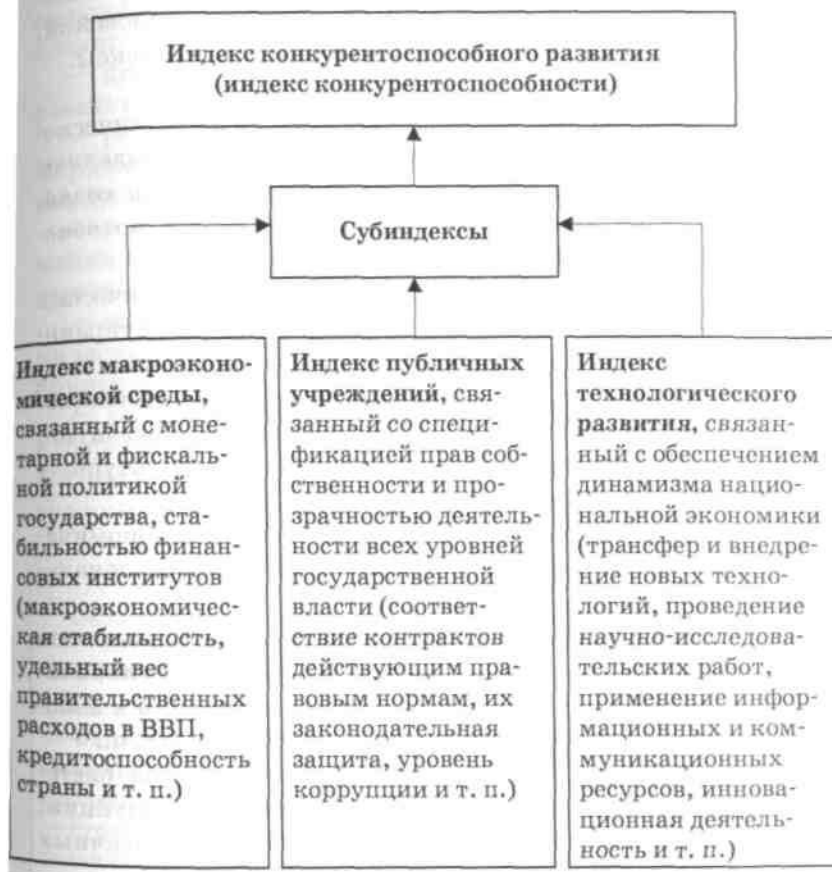 Индекс конкурентоспособного развития
(индекс конкурентоспособности)
Субиндексы
Индекс макроэконо-
мической среды,
связанный с моне-
тарной и фискаль-
ной политикой
государства, ста-
бильностью финан-
совых институтов
(макроэкономичес-
кая стабильность,
удельный вес
правительственных
расходов в ВВП,
кредитоспособность
страны и т. п.)
Индекс публичных
учреждений, свя-
занный со специ-
фикацией прав соб-
ственности и про-
зрачностью деятель-
ности всех уровней
государственной
власти (соответ-
ствие контрактов
действующим пра-
вовым нормам, их
законодательная
защита, уровень
коррупции и т. п.)
Индекс
технологического
развития, связан-
ный с обеспечением
динамизма нацио-
нальной экономики
(трансфер и внедре-
ние новых техно-
логий, проведение
научно-исследова-
тельских работ,
применение инфор-
мационных и ком-
муникационных
ресурсов, иннова-
ционная деятель-
ность и т. п.)